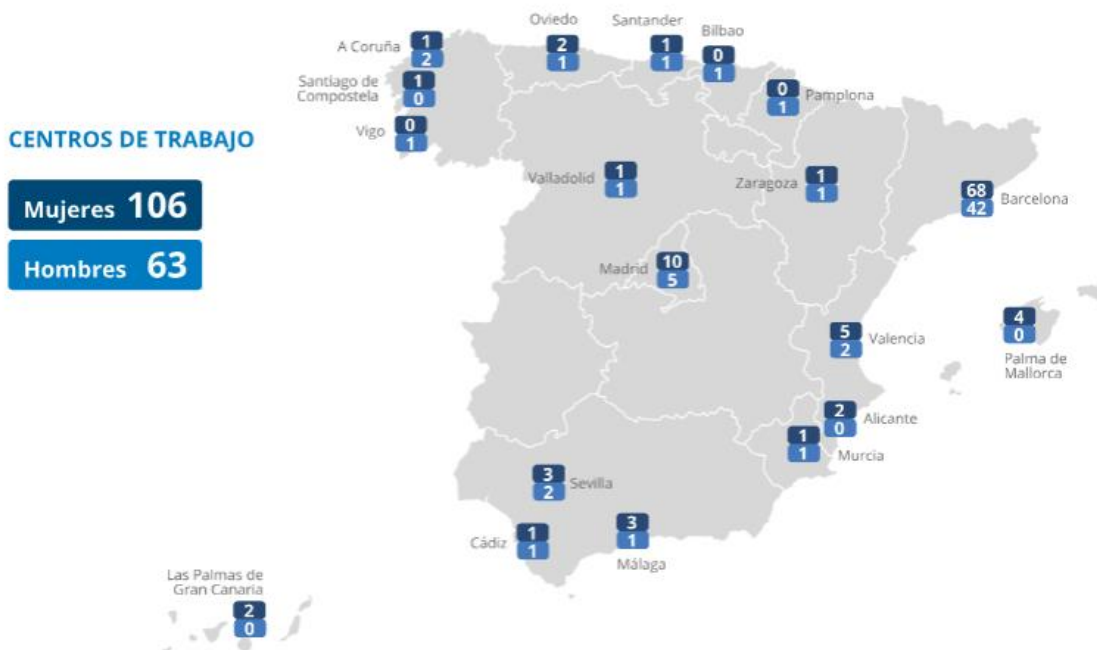 CENTROS DE TRABAJO
Mujeres 106
Hombres 63
A Coruña
1
2
Santiago de
Compostela
1
0
Vigo
0
1
Oviedo
2
1
Santander
1
1
Bilbao
0
1
Pamplona
0
1
Valladolid
1
1
Zaragoza
1
1
Barcelona
68
42
Madrid
10
5
Valencia
5
2
4
0
Palma de
Mallorca
Alicante
2
0
1
1
Murcia
3
2
Sevilla
Cádiz
1
1
3
1
Málaga
Las Palmas de
Gran Canaria
2
0